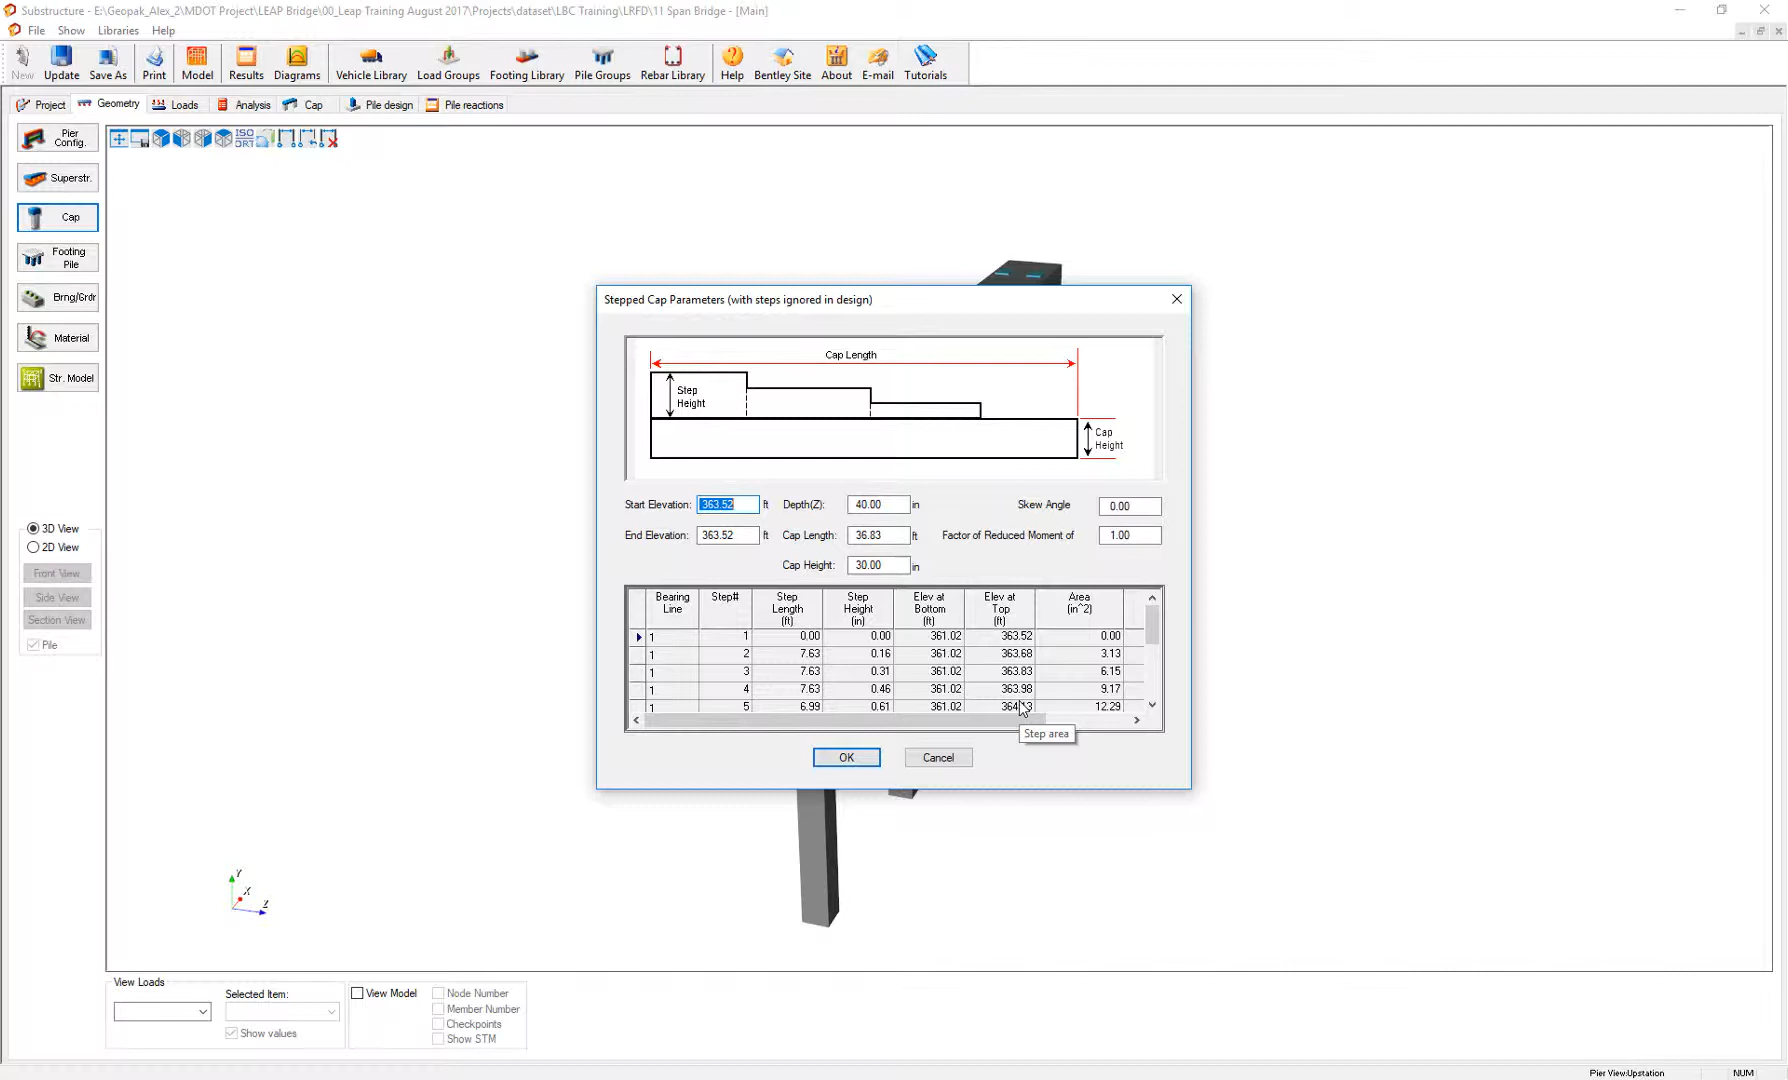 Substructure - E:\Geopak_Alex_2\MDOT Project\LEAP Bridge\00_Leap Training August 2017\Projects\dataset\LBC Training\LRFD\11 Span Bridge - [Main]
File Show Libraries Help
New Update Save As Print Model Results Diagrams Vehicle Library Load Groups Footing Library Pile Groups Rebar Library Help Bentley Site About E-mail Tutorials
Project Geometry Loads Analysis Cap Pile design Pile reactions
Pier
Config.
ISO
ORT
Superstr.
Cap
Footing
Pile
Brng/Grdr
Material
Str. Model
3D View
2D View
Front View
Side View
Section View
Pile
Stepped Cap Parameters (with steps ignored in design)
Cap Length
Step
Height
Cap
Height
Start Elevation: 363.52 ft Depth(Z): 40.00 in Skew Angle 0.00
End Elevation: 363.52 ft Cap Length: 36.83 ft Factor of Reduced Moment of 1.00
Cap Height: 30.00 in
Bearing Line Step# Step Length (ft) Step Height (in) Elev at Bottom (ft) Elev at Top (ft) Area (in^2)
1 1 0.00 0.00 361.02 363.52 0.00
1 2 7.63 0.16 361.02 363.68 3.13
1 3 7.63 0.31 361.02 363.83 6.15
1 4 7.63 0.46 361.02 363.98 9.17
1 5 6.99 0.61 361.02 12.29
Step area
OK Cancel
Y
X
Z
View Loads
Selected Item:
Show values
View Model
Node Number
Member Number
Checkpoints
Show STM
Pier View:Upstation NUM